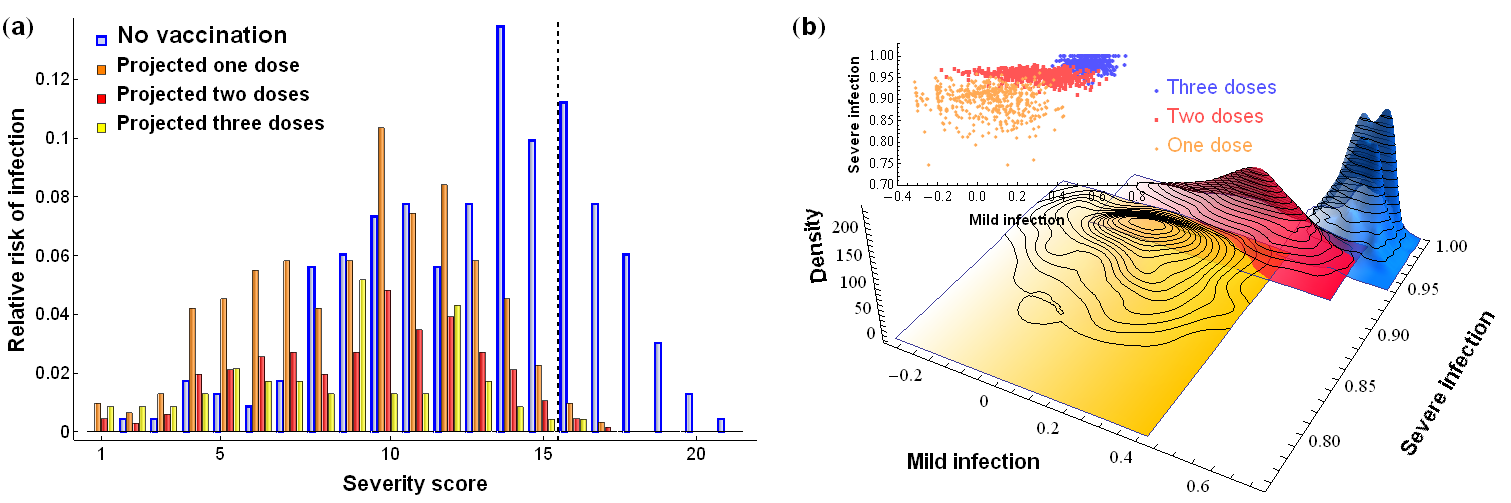 (a)
No vaccination
Projected one dose
Projected two doses
Projected three doses
Relative risk of infection
0.12
0.1
0.08
0.06
0.04
0.02
0
1 5 10 15 20
Severity score
(b)
Severe infection
1.00
0.95
0.90
0.85
0.80
0.75
0.70
−0.4 −0.2 0.0 0.2 0.4 0.6 0.8
Mild infection
Three doses
Two doses
One dose
Density
200
150
100
50
0
−0.2 0 0.2 0.4 0.6
Mild infection
1.00
0.95
0.90
0.85
0.80
Severe infection